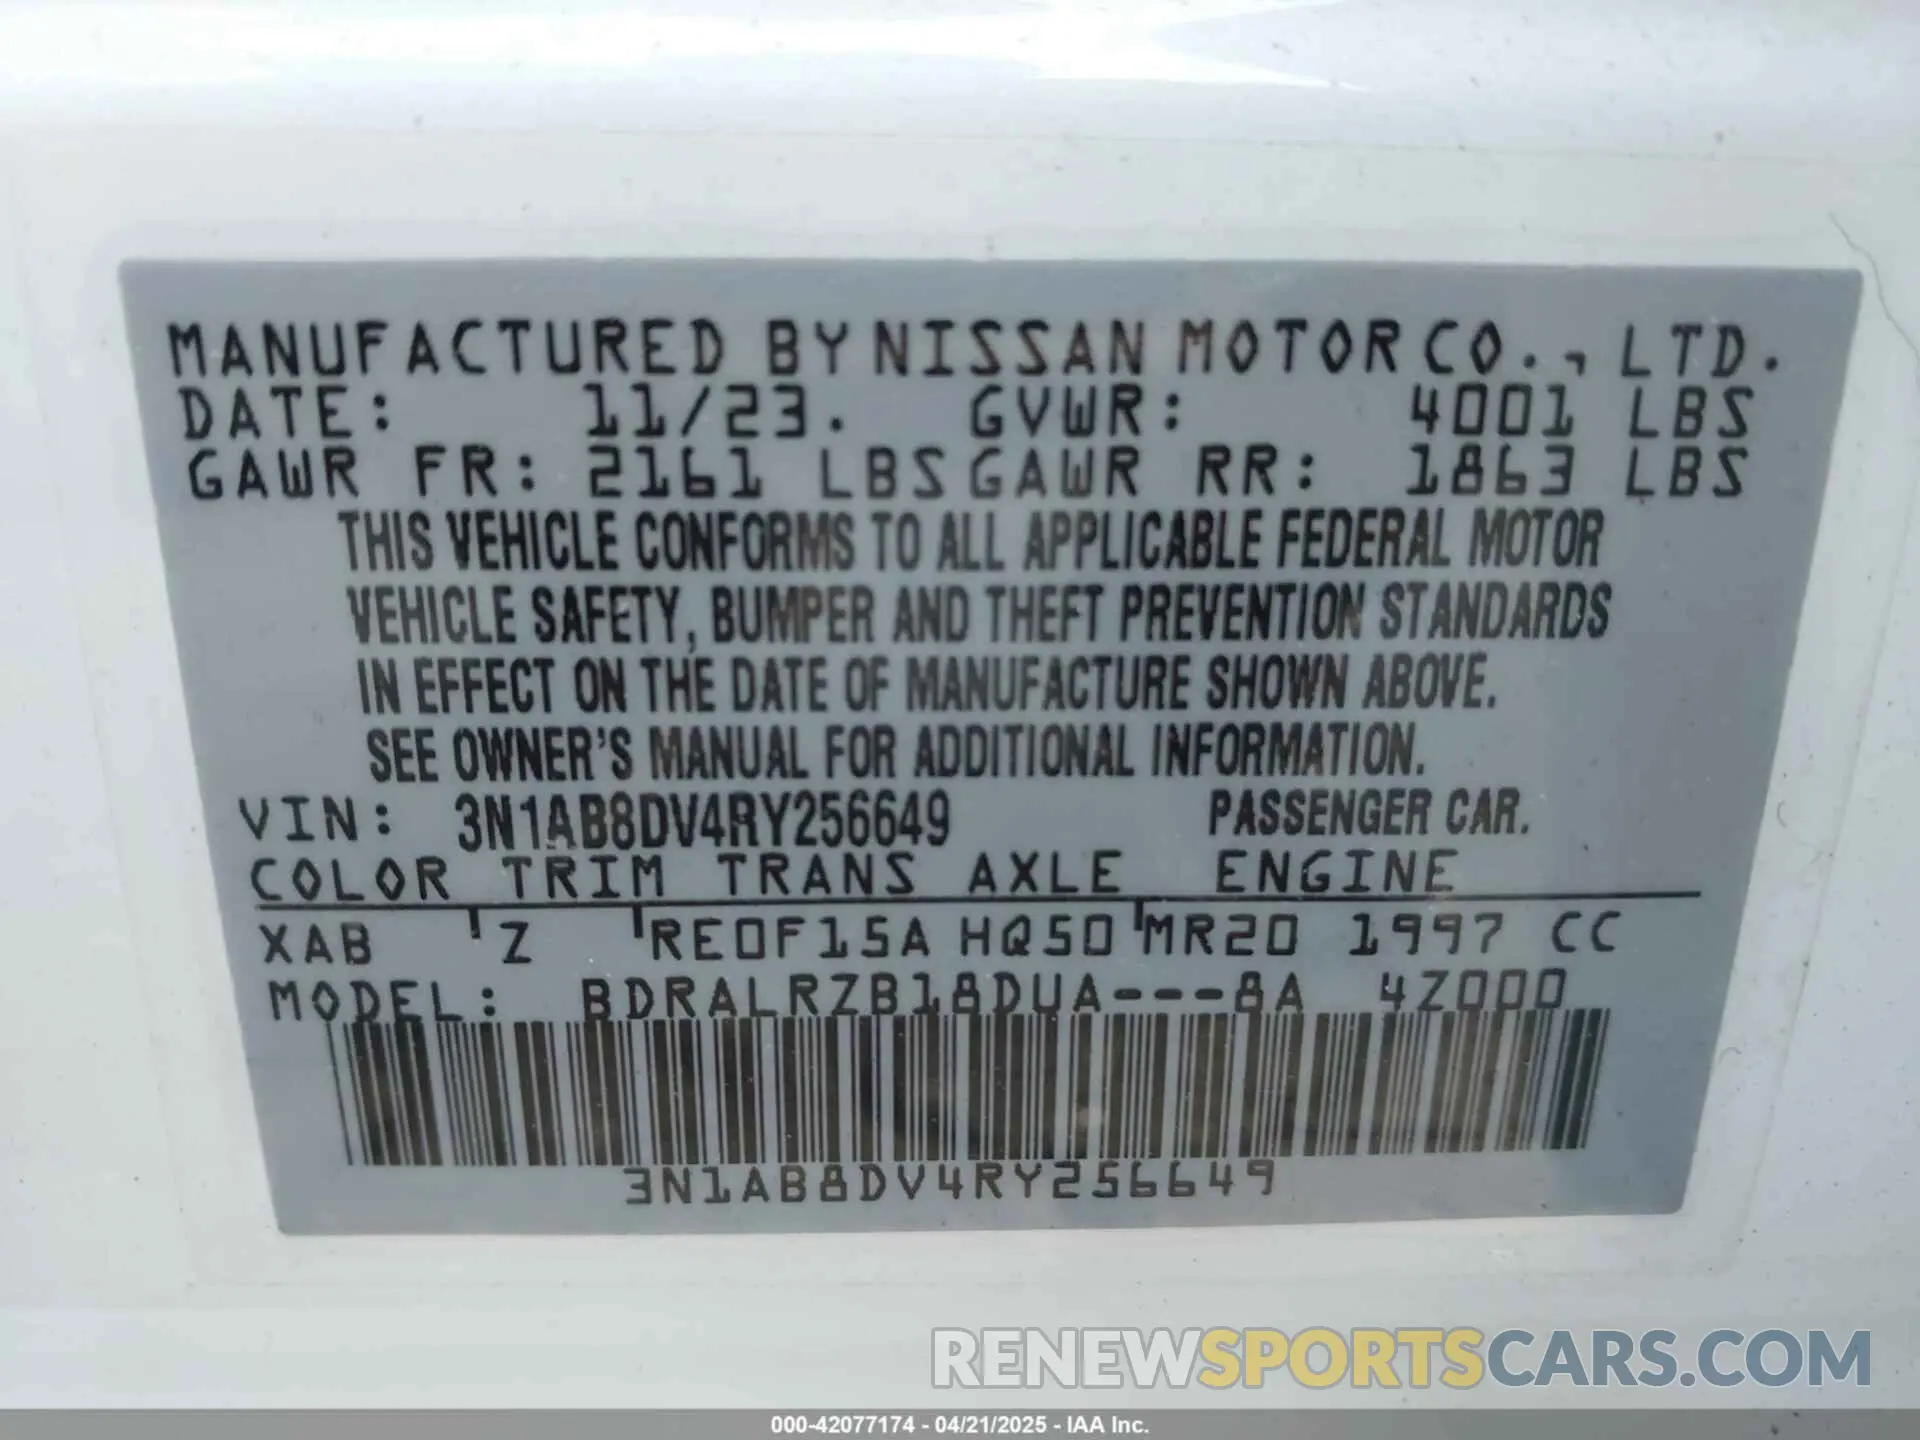 MANUFACTURED BY NISSAN MOTOR CO., LTD.
DATE: 11/23. GVWR: 4001 LBS
GAWR FR: 2161 LBS GAWR RR: 1863 LBS
THIS VEHICLE CONFORMS TO ALL APPLICABLE FEDERAL MOTOR
VEHICLE SAFETY, BUMPER AND THEFT PREVENTION STANDARDS
IN EFFECT ON THE DATE OF MANUFACTURE SHOWN ABOVE.
SEE OWNER'S MANUAL FOR ADDITIONAL INFORMATION.
VIN: 3N1AB8DV4RY256649 PASSENGER CAR.
COLOR TRIM TRANS AXLE ENGINE
XAB Z RE0F15A HQ50 MR20 1997 CC
MODEL: BDRALRZB18DUA---8A 4Z000
3N1AB8DV4RY256649
RENEWSPORTSCARS.COM
000-42077174 - 04/21/2025 - IAA Inc.